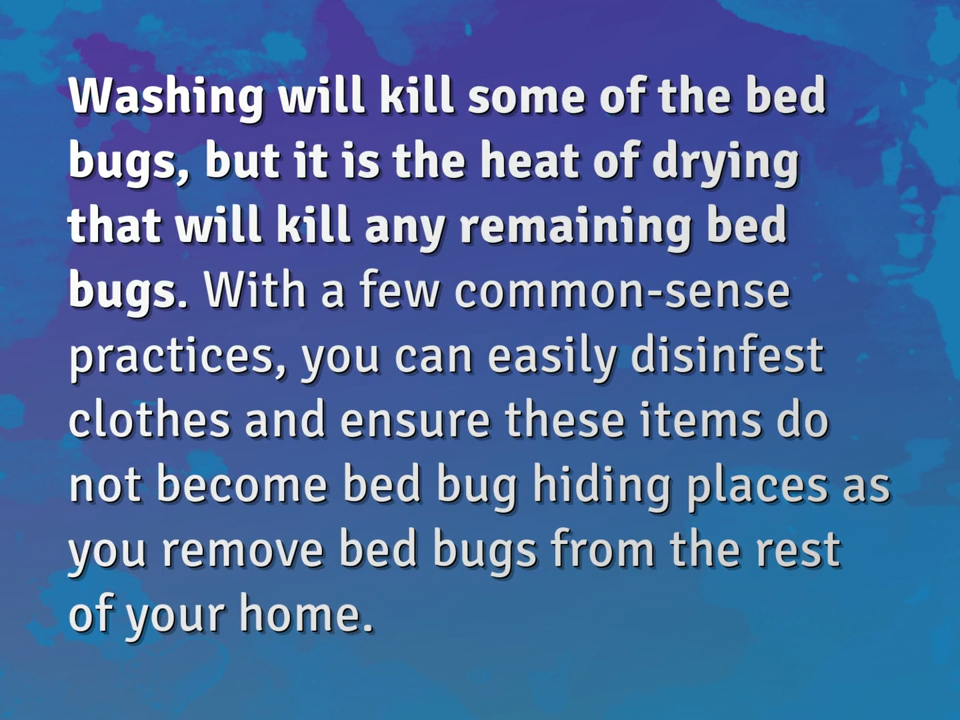 Washing will kill some of the bed
bugs, but it is the heat of drying
that will kill any remaining bed
bugs. With a few common-sense
practices, you can easily disinfest
clothes and ensure these items do
not become bed bug hiding places as
you remove bed bugs from the rest
of your home.